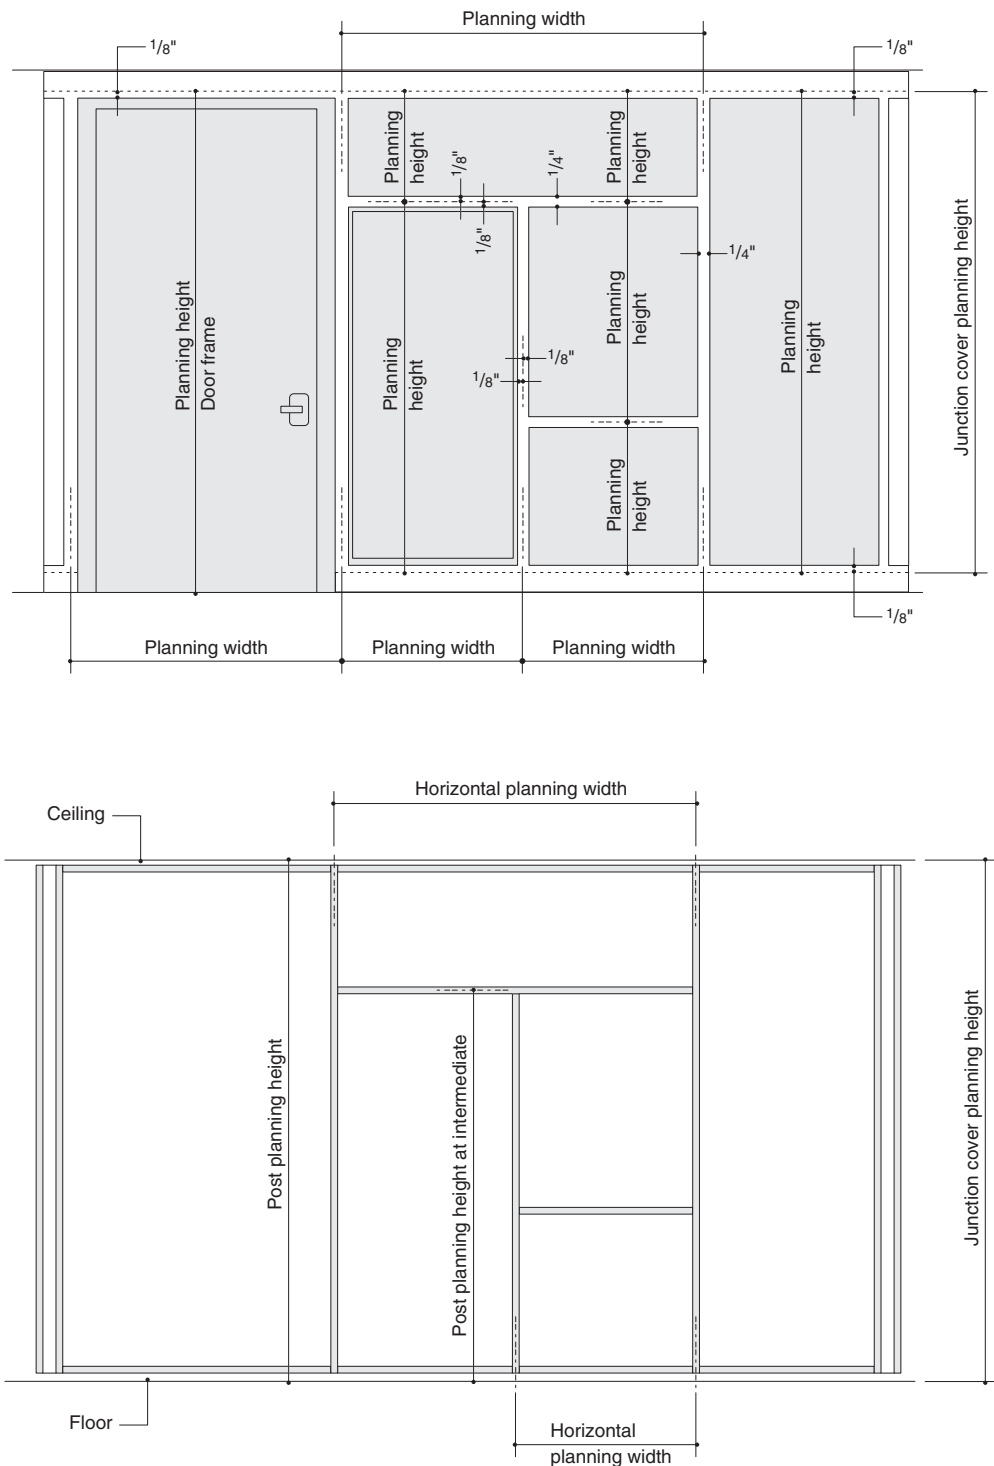 Planning width
1/8"
1/8"
Planning
height
1/8"
1/4"
Planning
height
1/8"
1/4"
Planning height
Door frame
Planning
height
Planning
height
Planning
height
Junction cover planning height
1/8"
1/8"
Planning
height
1/8"
Planning width
Planning width
Planning width
Horizontal planning width
Ceiling
Post planning height
Post planning height at intermediate
Junction cover planning height
Floor
Horizontal
planning width